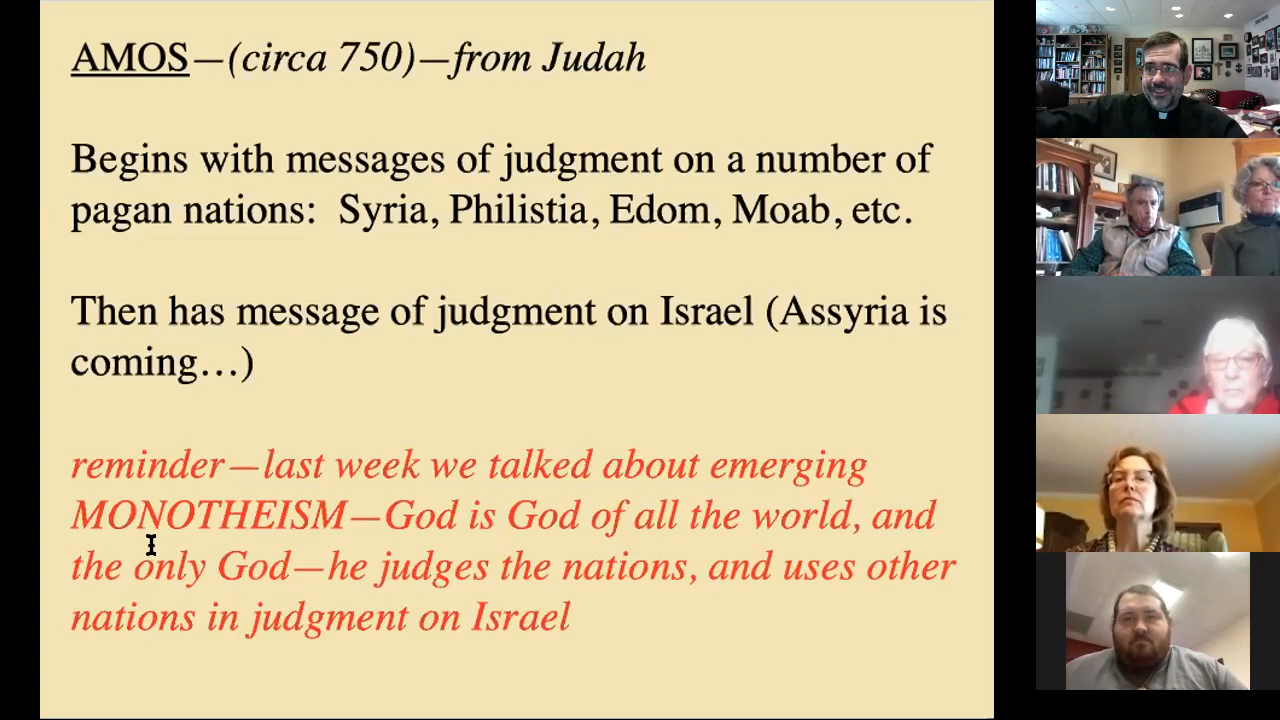 AMOS—(circa 750)—from Judah
Begins with messages of judgment on a number of
pagan nations:  Syria, Philistia, Edom, Moab, etc.
Then has message of judgment on Israel (Assyria is
coming…)
reminder—last week we talked about emerging
MONOTHEISM—God is God of all the world, and
the only God—he judges the nations, and uses other
nations in judgment on Israel